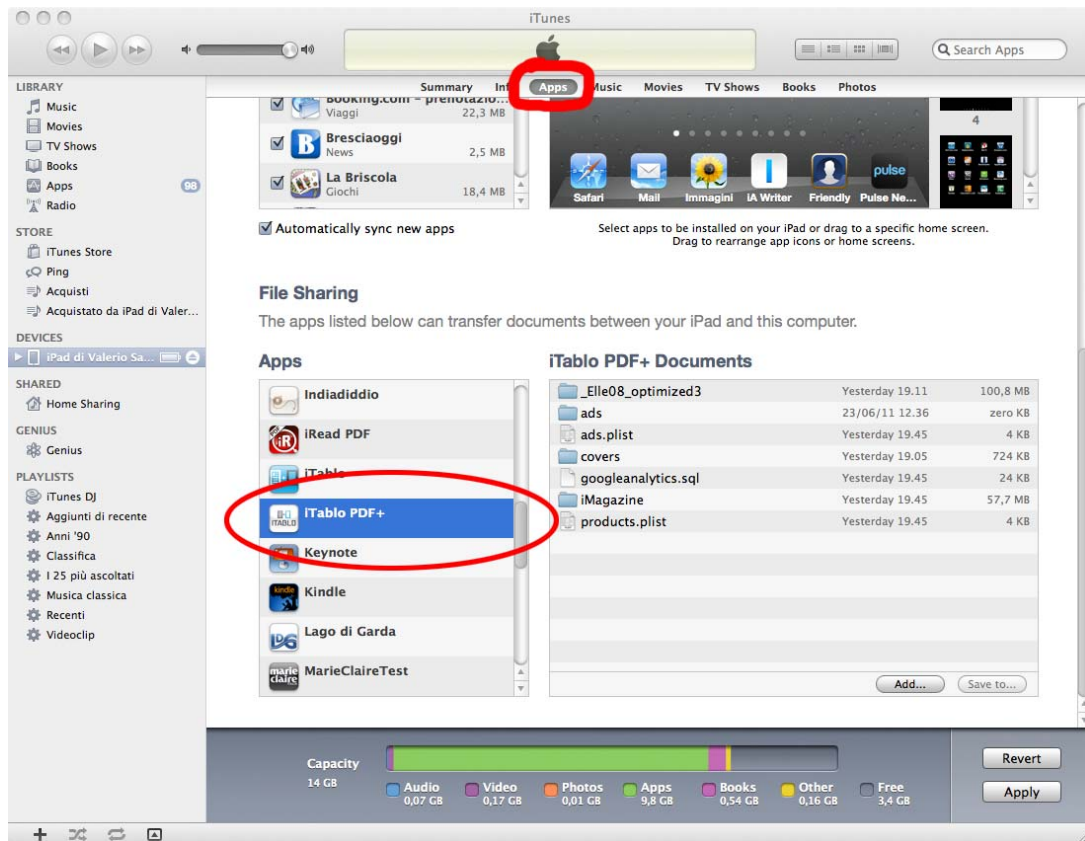 iTunes
Search Apps
Summary Inf Apps Music Movies TV Shows Books Photos
LIBRARY
Music
Movies
TV Shows
Books
Apps 98
Radio
STORE
iTunes Store
Ping
Acquisti
Acquistato da iPad di Valer...
DEVICES
iPad di Valerio Sa...
SHARED
Home Sharing
GENIUS
Genius
PLAYLISTS
iTunes DJ
Aggiunti di recente
Anni '90
Classifica
I 25 più ascoltati
Musica classica
Recenti
Videoclip
Booking.com - prenotazio...
Viaggi 22,3 MB
Bresciaoggi
News 2,5 MB
La Briscola
Giochi 18,4 MB
Automatically sync new apps
pulse
Safari Mail Immagini iA Writer Friendly Pulse Ne...
4
Select apps to be installed on your iPad or drag to a specific home screen.
Drag to rearrange app icons or home screens.
File Sharing
The apps listed below can transfer documents between your iPad and this computer.
Apps
Indiadiddio
iRead PDF
iTablo
iTablo PDF+
Keynote
Kindle
Lago di Garda
MarieClaireTest
iTablo PDF+ Documents
_Elle08_optimized3 Yesterday 19.11 100,8 MB
ads 23/06/11 12.36 zero KB
ads.plist Yesterday 19.45 4 KB
covers Yesterday 19.05 724 KB
googleanalytics.sql Yesterday 19.45 24 KB
iMagazine Yesterday 19.45 57,7 MB
products.plist Yesterday 19.45 4 KB
Add... Save to...
Capacity
14 GB
Audio
0,07 GB
Video
0,17 GB
Photos
0,01 GB
Apps
9,8 GB
Books
0,54 GB
Other
0,16 GB
Free
3,4 GB
Revert
Apply